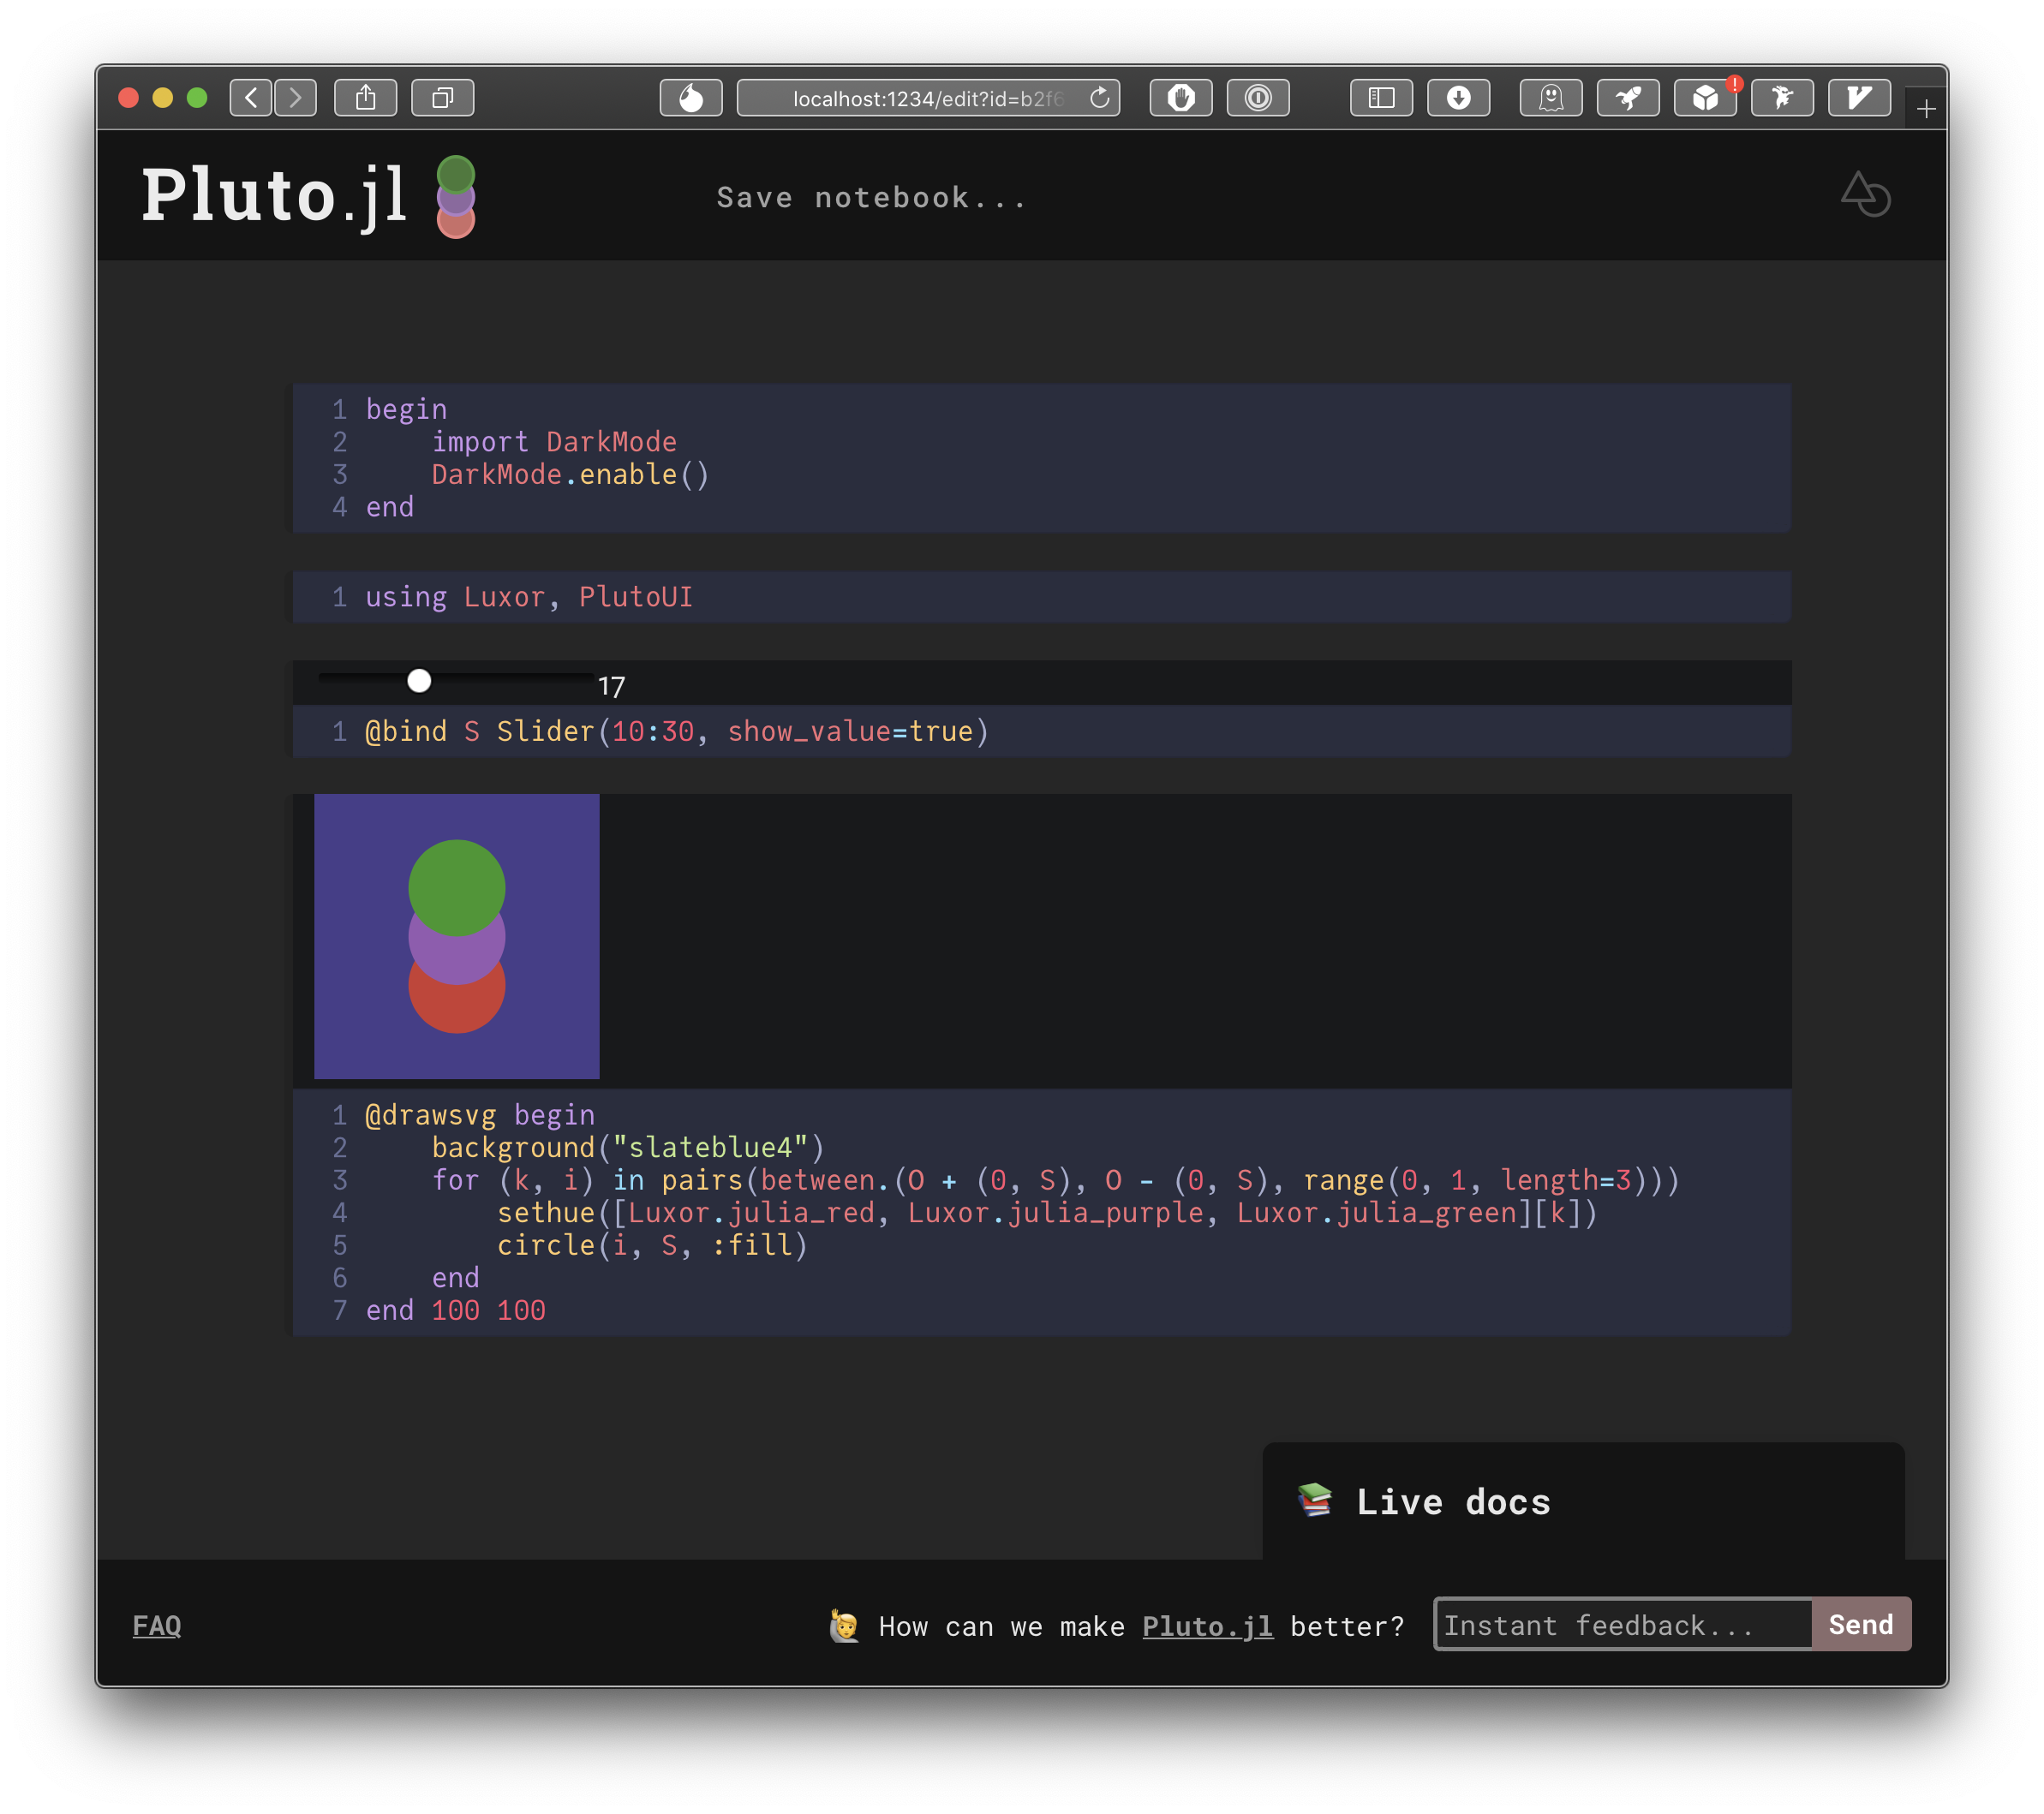 localhost:1234/edit?id=b2f6
Pluto.jl
Save notebook...
1 begin
2     import DarkMode
3     DarkMode.enable()
4 end
1 using Luxor, PlutoUI
17
1 @bind S Slider(10:30, show_value=true)
1 @drawsvg begin
2     background("slateblue4")
3     for (k, i) in pairs(between.(O + (0, S), O - (0, S), range(0, 1, length=3)))
4         sethue([Luxor.julia_red, Luxor.julia_purple, Luxor.julia_green][k])
5         circle(i, S, :fill)
6     end
7 end 100 100
Live docs
FAQ
How can we make Pluto.jl better? Instant feedback... Send